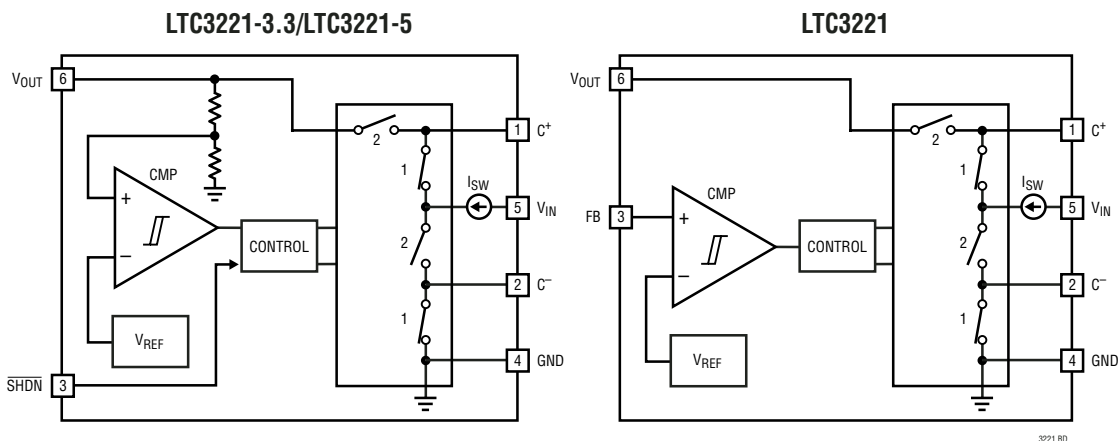 LTC3221-3.3/LTC3221-5
VOUT 6
CMP
+
–
VREF
SHDN 3
CONTROL
2
1
2
1
ISW
1 C+
5 VIN
2 C–
4 GND
LTC3221
VOUT 6
FB 3
CMP
+
–
VREF
CONTROL
2
1
2
1
ISW
1 C+
5 VIN
2 C–
4 GND
3221 BD